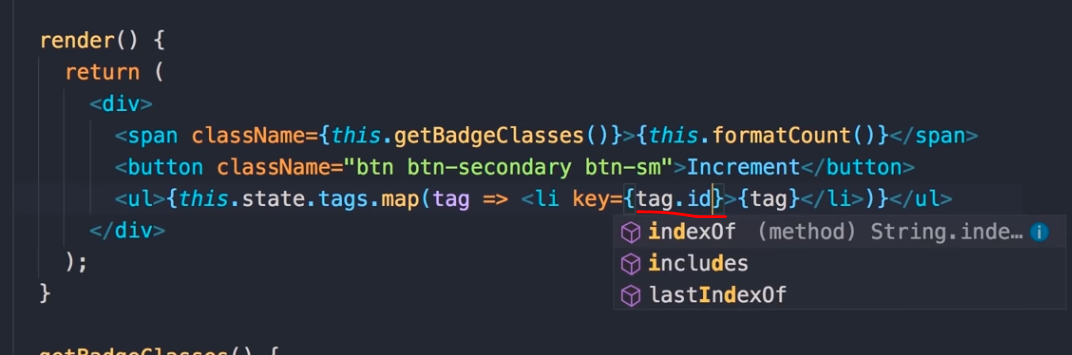 render() {
return (
<div>
<span className={this.getBadgeClasses()}>{this.formatCount()}</span>
<button className="btn btn-secondary btn-sm">Increment</button>
<ul>{this.state.tags.map(tag => <li key={tag.id}>{tag}</li>)}</ul>
</div>
indexOf (method) String.inde…
);
includes
}
lastIndexOf
getBadgeClasses() {